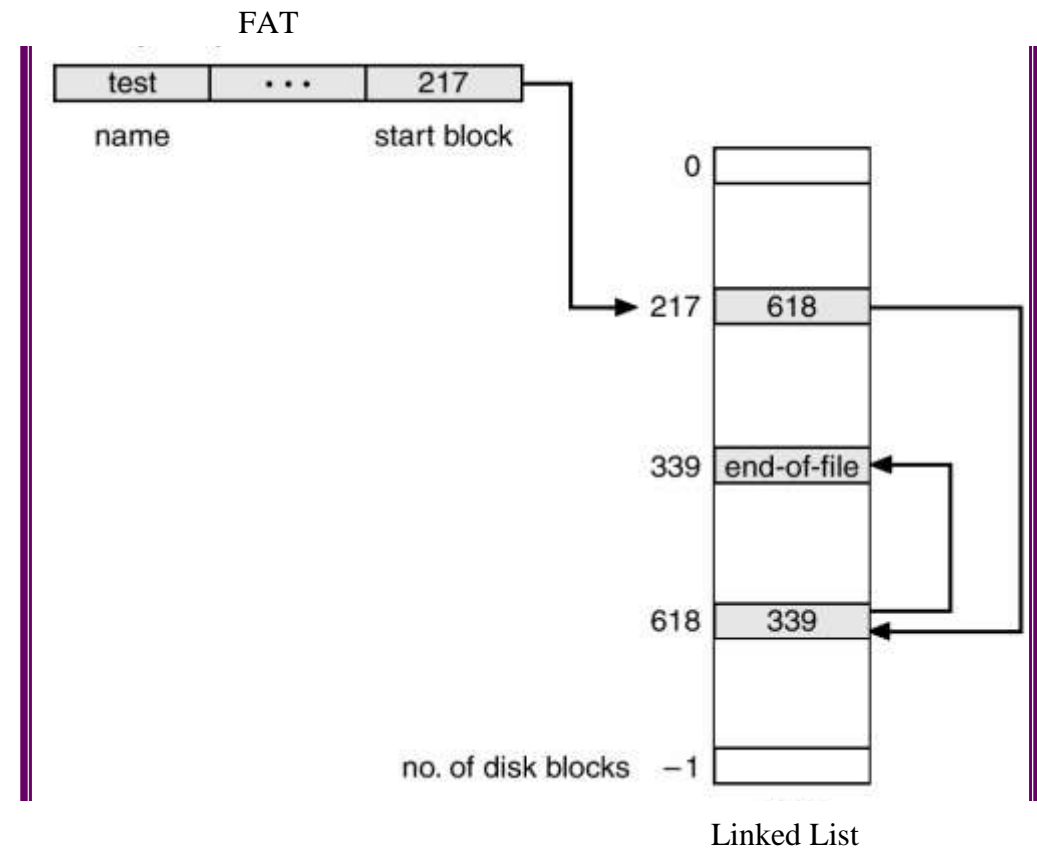 FAT
test ... 217
name start block
0
217 618
339 end-of-file
618 339
no. of disk blocks –1
Linked List